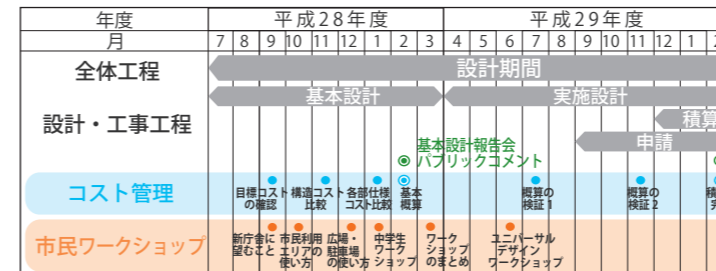 年度 平成28年度 平成29年度
月 7 8 9 10 11 12 1 2 3 4 5 6 7 8 9 10 11 12 1
全体工程 設計期間
基本設計 実施設計
設計・工事工程 積算
申請
基本設計報告会
パブリックコメント
コスト管理
目標コスト
の確認
構造コスト
比較
各部仕様
コスト比較
基本
概算
概算の
検証1
概算の
検証2
市民ワークショップ
新庁舎に
望むこと
市民利用
エリアの
使い方
広場・
駐車場
の使い方
中学生
ワーク
ショップ
ワーク
ショップ
のまとめ
ユニバーサル
デザイン
ワークショップ